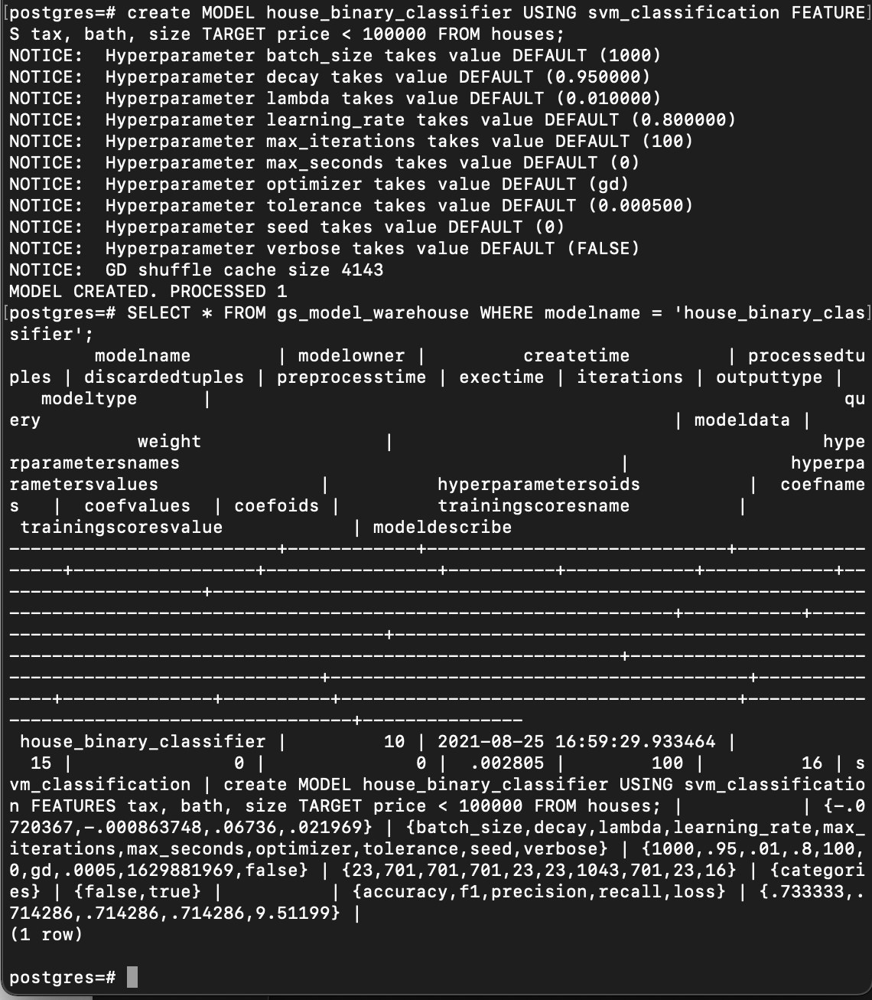 [postgres=# create MODEL house_binary_classifier USING svm_classification FEATURE]
S tax, bath, size TARGET price < 100000 FROM houses;
NOTICE:  Hyperparameter batch_size takes value DEFAULT (1000)
NOTICE:  Hyperparameter decay takes value DEFAULT (0.950000)
NOTICE:  Hyperparameter lambda takes value DEFAULT (0.010000)
NOTICE:  Hyperparameter learning_rate takes value DEFAULT (0.800000)
NOTICE:  Hyperparameter max_iterations takes value DEFAULT (100)
NOTICE:  Hyperparameter max_seconds takes value DEFAULT (0)
NOTICE:  Hyperparameter optimizer takes value DEFAULT (gd)
NOTICE:  Hyperparameter tolerance takes value DEFAULT (0.000500)
NOTICE:  Hyperparameter seed takes value DEFAULT (0)
NOTICE:  Hyperparameter verbose takes value DEFAULT (FALSE)
NOTICE:  GD shuffle cache size 4143
MODEL CREATED. PROCESSED 1
[postgres=# SELECT * FROM gs_model_warehouse WHERE modelname = 'house_binary_clas]
sifier';
        modelname        | modelowner |         createtime         | processedtu
ples | discardedtuples | preprocesstime | exectime | iterations | outputtype |
   modeltype      |                                                           qu
ery                                                           | modeldata |
            weight                 |                                        hype
rparametersnames                                         |               hyperpa
rametersvalues               |          hyperparametersoids          |  coefname
s   |  coefvalues  | coefoids |         trainingscoresname          |
 trainingscoresvalue            | modeldescribe
-------------------------+------------+----------------------------+------------
-----+-----------------+----------------+----------+------------+------------+--
------------------+-------------------------------------------------------------
--------------------------------------------------------------+-----------+-----
-----------------------------------+--------------------------------------------
---------------------------------------------------------+----------------------
-----------------------------+---------------------------------------+----------
----+--------------+----------+-------------------------------------+-----------
--------------------------------+---------------
 house_binary_classifier |         10 | 2021-08-25 16:59:29.933464 |
  15 |               0 |              0 |  .002805 |        100 |         16 | s
vm_classification | create MODEL house_binary_classifier USING svm_classificatio
n FEATURES tax, bath, size TARGET price < 100000 FROM houses; |           | {-.0
720367,-.000863748,.06736,.021969} | {batch_size,decay,lambda,learning_rate,max_
iterations,max_seconds,optimizer,tolerance,seed,verbose} | {1000,.95,.01,.8,100,
0,gd,.0005,1629881969,false} | {23,701,701,701,23,23,1043,701,23,16} | {categori
es} | {false,true} |          | {accuracy,f1,precision,recall,loss} | {.733333,.
714286,.714286,.714286,9.51199} |
(1 row)
postgres=#